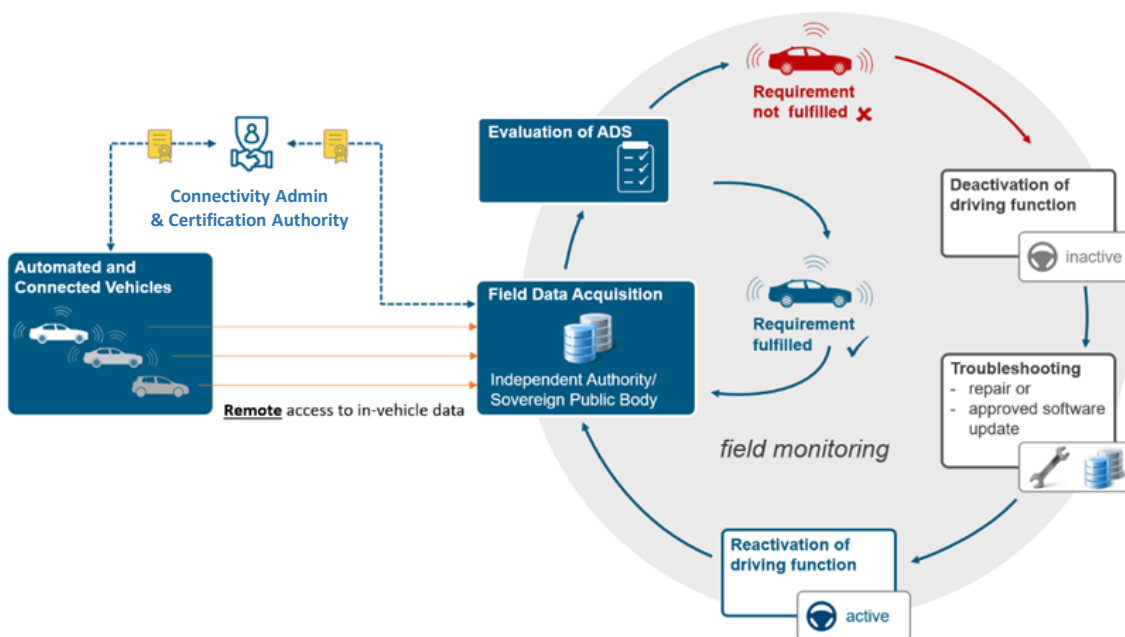 Requirement
not fulfilled ✘
Evaluation of ADS
Connectivity Admin
& Certification Authority
Deactivation of
driving function
inactive
Automated and
Connected Vehicles
Field Data Acquisition
Independent Authority/
Sovereign Public Body
Requirement
fulfilled
Remote access to in-vehicle data
Troubleshooting
- repair or
- approved software
update
field monitoring
Reactivation of
driving function
active